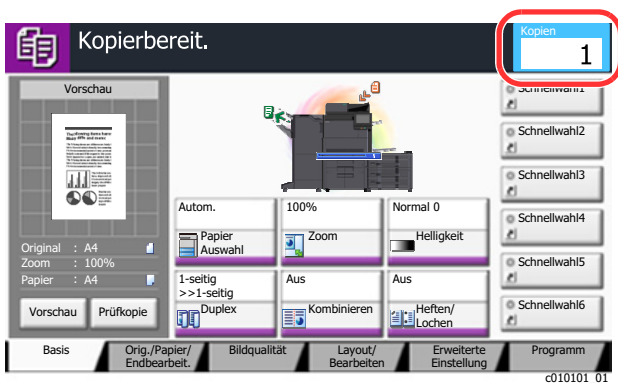 Kopierbereit.
Kopien
1
Vorschau
Original : A4
Zoom : 100%
Papier : A4
Vorschau
Prüfkopie
Autom.
Papier
Auswahl
100%
Zoom
Normal 0
Helligkeit
1-seitig
>>1-seitig
Duplex
Aus
Kombinieren
Aus
Heften/
Lochen
Schnellwahl1
Schnellwahl2
Schnellwahl3
Schnellwahl4
Schnellwahl5
Schnellwahl6
Basis
Orig./Papier/
Endbearbeit.
Bildqualität
Layout/
Bearbeiten
Erweiterte
Einstellung
Programm
c010101_01